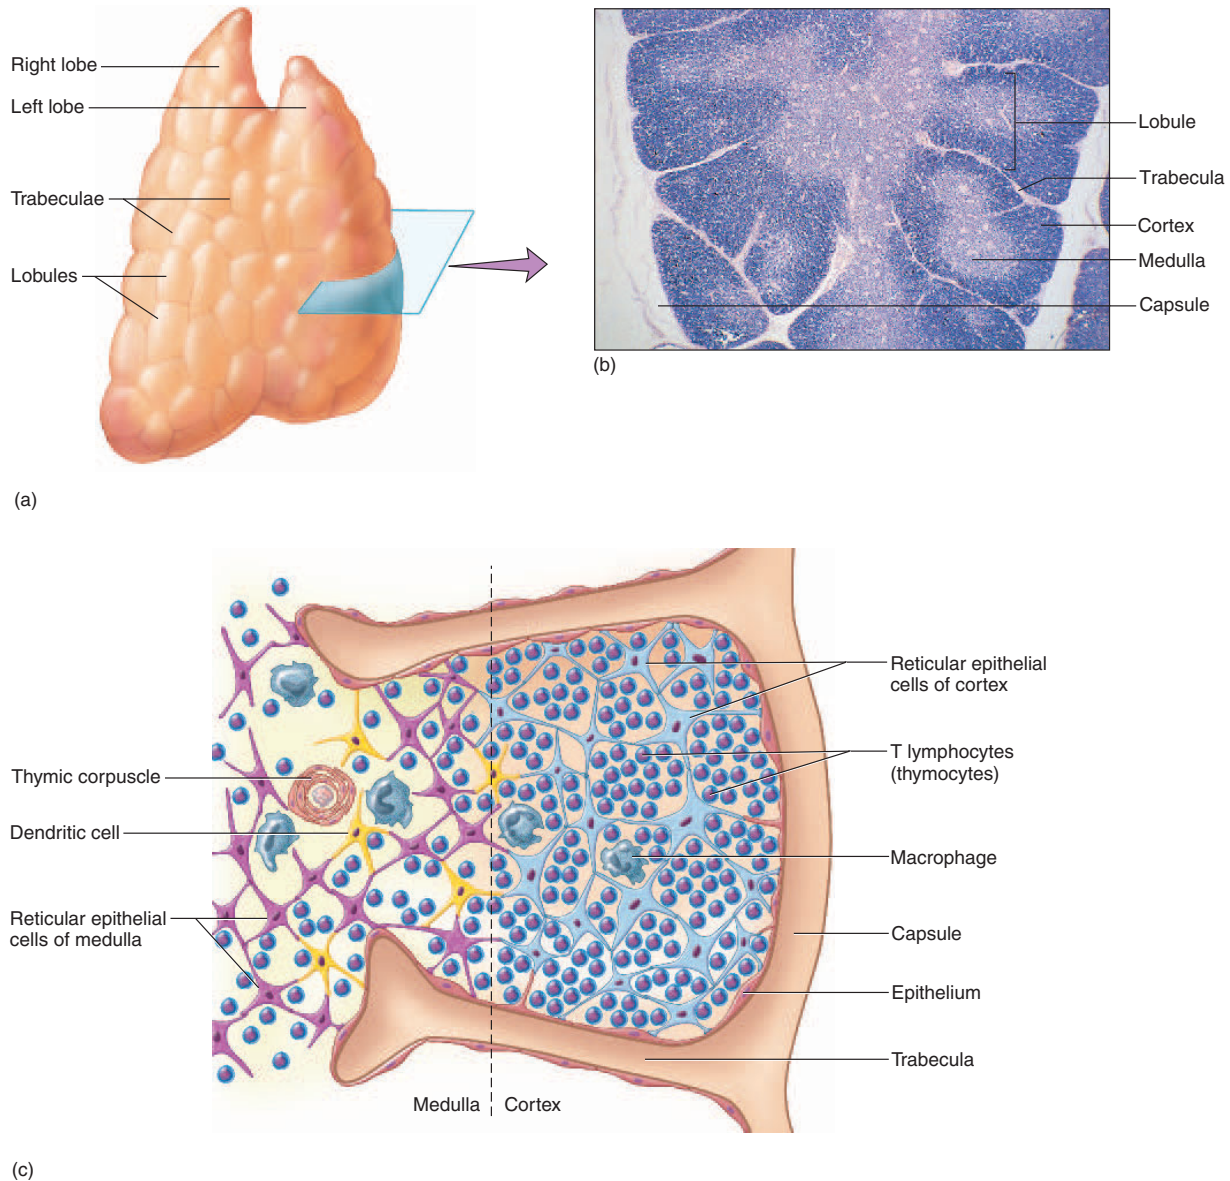 Right lobe
Left lobe
Trabeculae
Lobules
(a)
Lobule
Trabecula
Cortex
Medulla
Capsule
(b)
Thymic corpuscle
Dendritic cell
Reticular epithelial
cells of medulla
Reticular epithelial
cells of cortex
T lymphocytes
(thymocytes)
Macrophage
Capsule
Epithelium
Trabecula
Medulla
Cortex
(c)